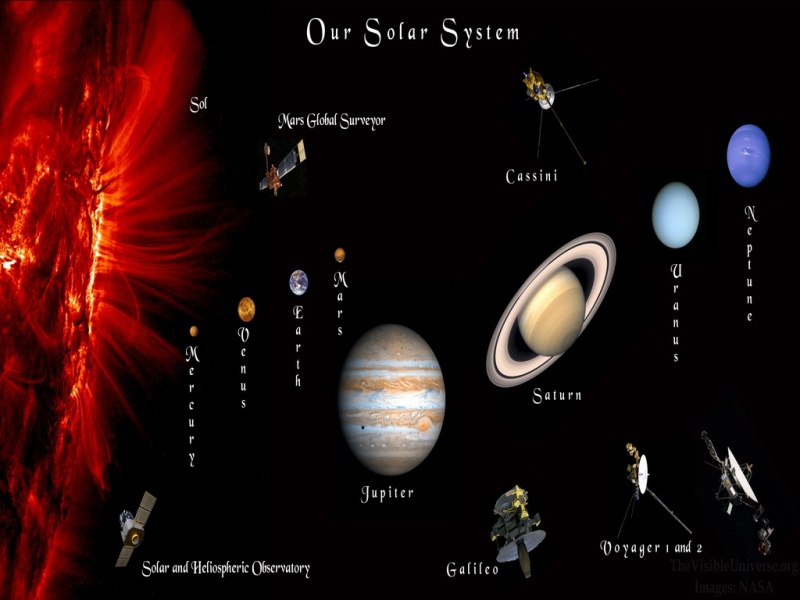 Our Solar System
Sol
Mars Global Surveyor
Cassini
Neptune
Uranus
Mars
Earth
Venus
Mercury
Saturn
Jupiter
Voyager 1 and 2
Galileo
Solar and Heliospheric Observatory
TheVisibleUniverse.org
Images: NASA